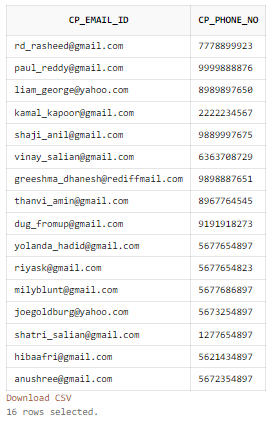 CP_EMAIL_ID CP_PHONE_NO
rd_rasheed@gmail.com 7778899923
paul_reddy@gmail.com 9999888876
liam_george@yahoo.com 8989897650
kamal_kapoor@gmail.com 2222234567
shaji_anil@gmail.com 9889997675
vinay_salian@gmail.com 6363708729
greeshma_dhanesh@rediffmail.com 9898887651
thanvi_amin@gmail.com 8967764545
dug_fromup@gmail.com 9191918273
yolanda_hadid@gmail.com 5677654897
riyask@gmail.com 5677654823
milyblunt@gmail.com 5677686897
joegoldburg@yahoo.com 5673254897
shatri_salian@gmail.com 1277654897
hibaafri@gmail.com 5621434897
anushree@gmail.com 5672354897
Download CSV
16 rows selected.